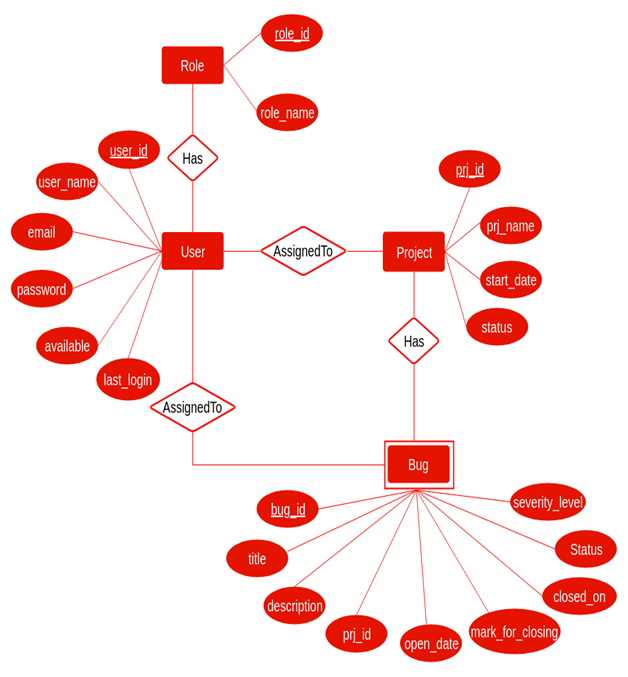 role_id
Role
role_name
Has
user_id
user_name
email
password
available
last_login
User
AssignedTo
Project
prj_id
prj_name
start_date
status
Has
AssignedTo
Bug
bug_id
title
description
prj_id
open_date
mark_for_closing
closed_on
Status
severity_level